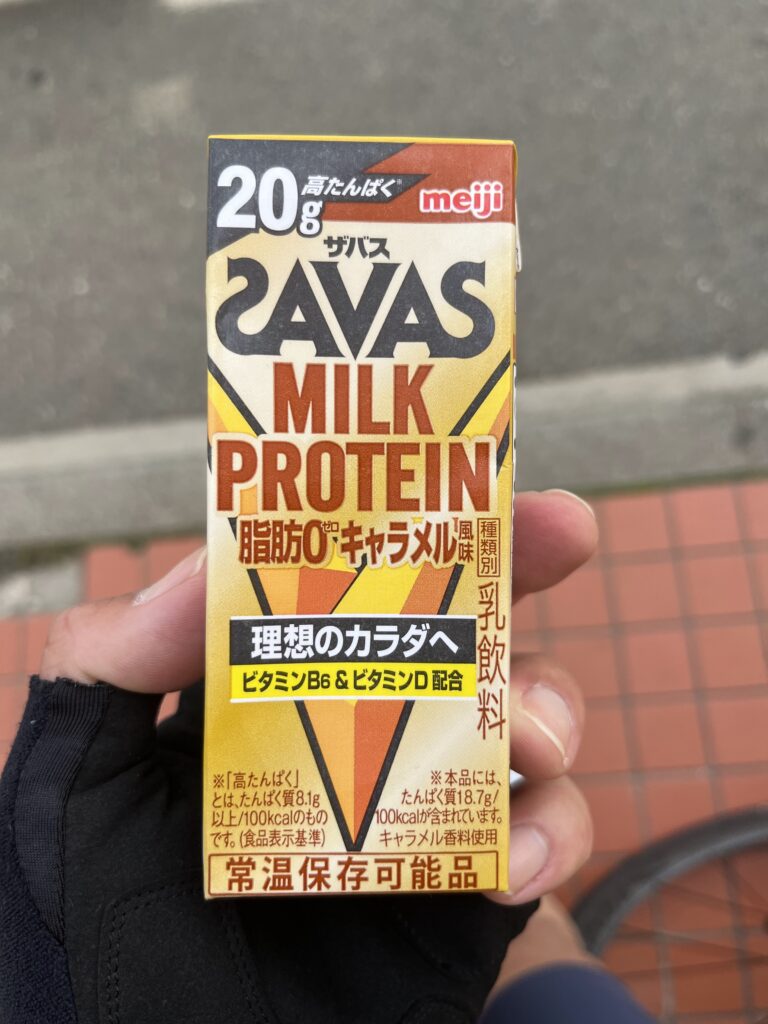 20g 高たんぱく※
meiji
ザバス
SAVAS
MILK
PROTEIN
脂肪0ゼロ キャラメル風味
種類別 乳飲料
理想のカラダへ
ビタミンB6 & ビタミンD 配合
※「高たんぱく」
とは、たんぱく質8.1g
以上/100kcalのもの
です。(食品表示基準)
※本品には、
たんぱく質18.7g/
100kcalが含まれています。
キャラメル香料使用
常温保存可能品